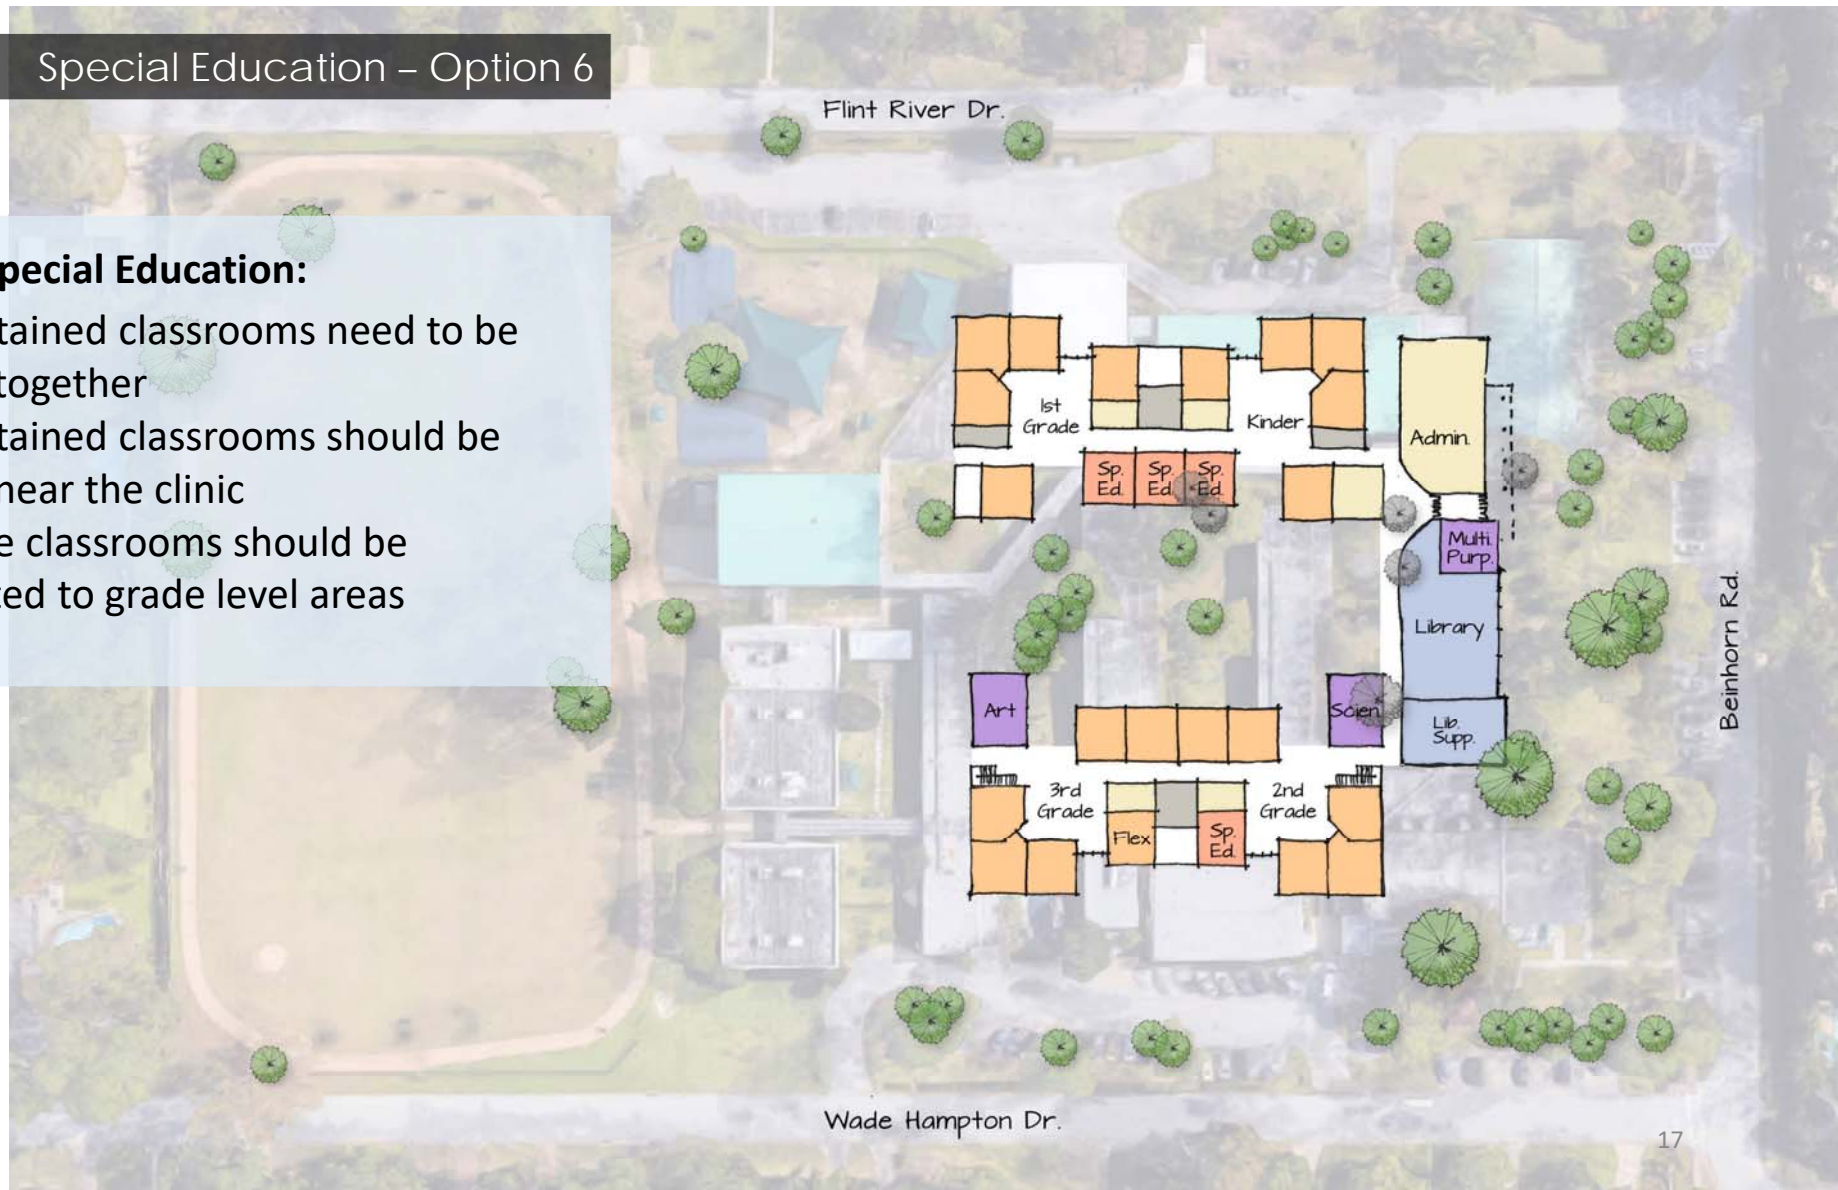 Special Education – Option 6
Flint River Dr.
pecial Education:
tained classrooms need to be
together
tained classrooms should be
near the clinic
e classrooms should be
ted to grade level areas
1st
Grade
Kinder
Admin.
Sp.
Ed.
Sp.
Ed.
Sp.
Ed.
Multi.
Purp.
Library
Beinhorn Rd.
Art
Scien
Lib.
Supp.
3rd
Grade
2nd
Grade
Flex
Sp.
Ed.
Wade Hampton Dr.
17